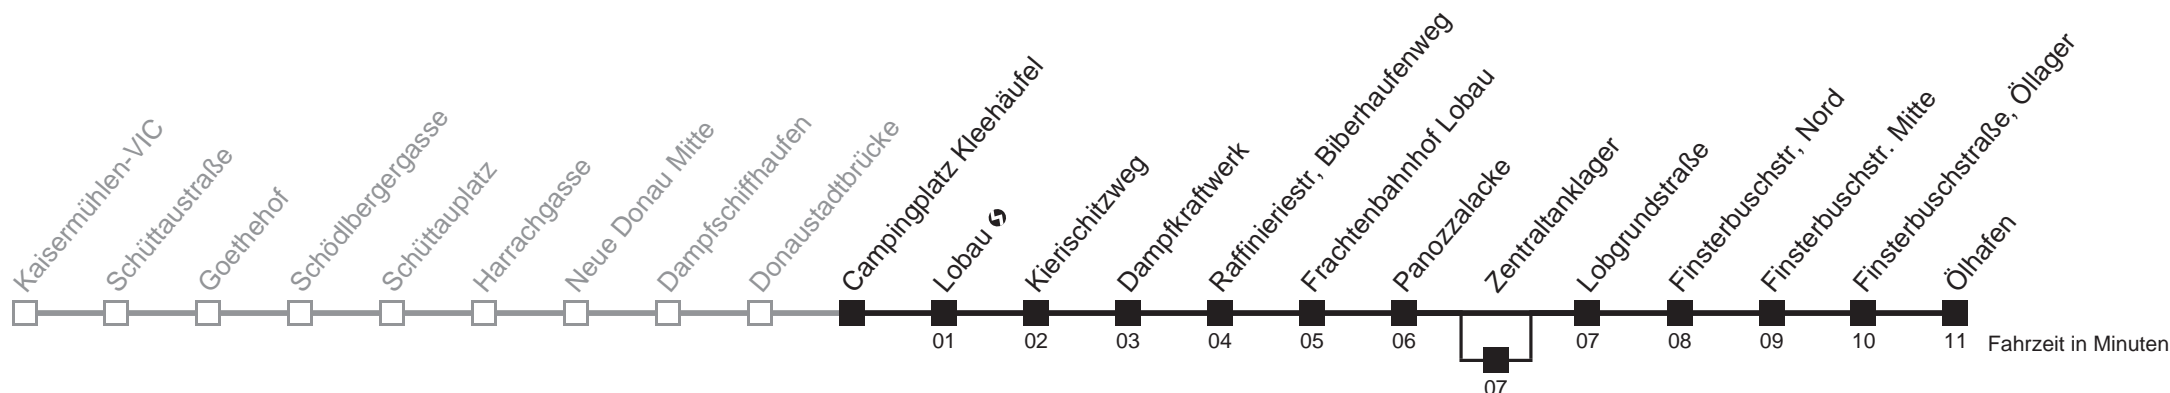 Kaisermühlen-VIC
Schüttaustraße
Goethehof
Schödlbergergasse
Schüttauplatz
Harrachgasse
Neue Donau Mitte
Dampfschiffhaufen
Donaustadtbrücke
Campingplatz Kleehäufel
Lobau
Kierischitzweg
Dampfkraftwerk
Raffinieriestr, Biberhaufenweg
Frachtenbahnhof Lobau
Panozzalacke
Zentraltanklager
Lobgrundstraße
Finsterbuschstr, Nord
Finsterbuschstr. Mitte
Finsterbuschstraße, Öllager
Ölhafen
01 02 03 04 05 06 07 08 09 10 11 Fahrzeit in Minuten
07